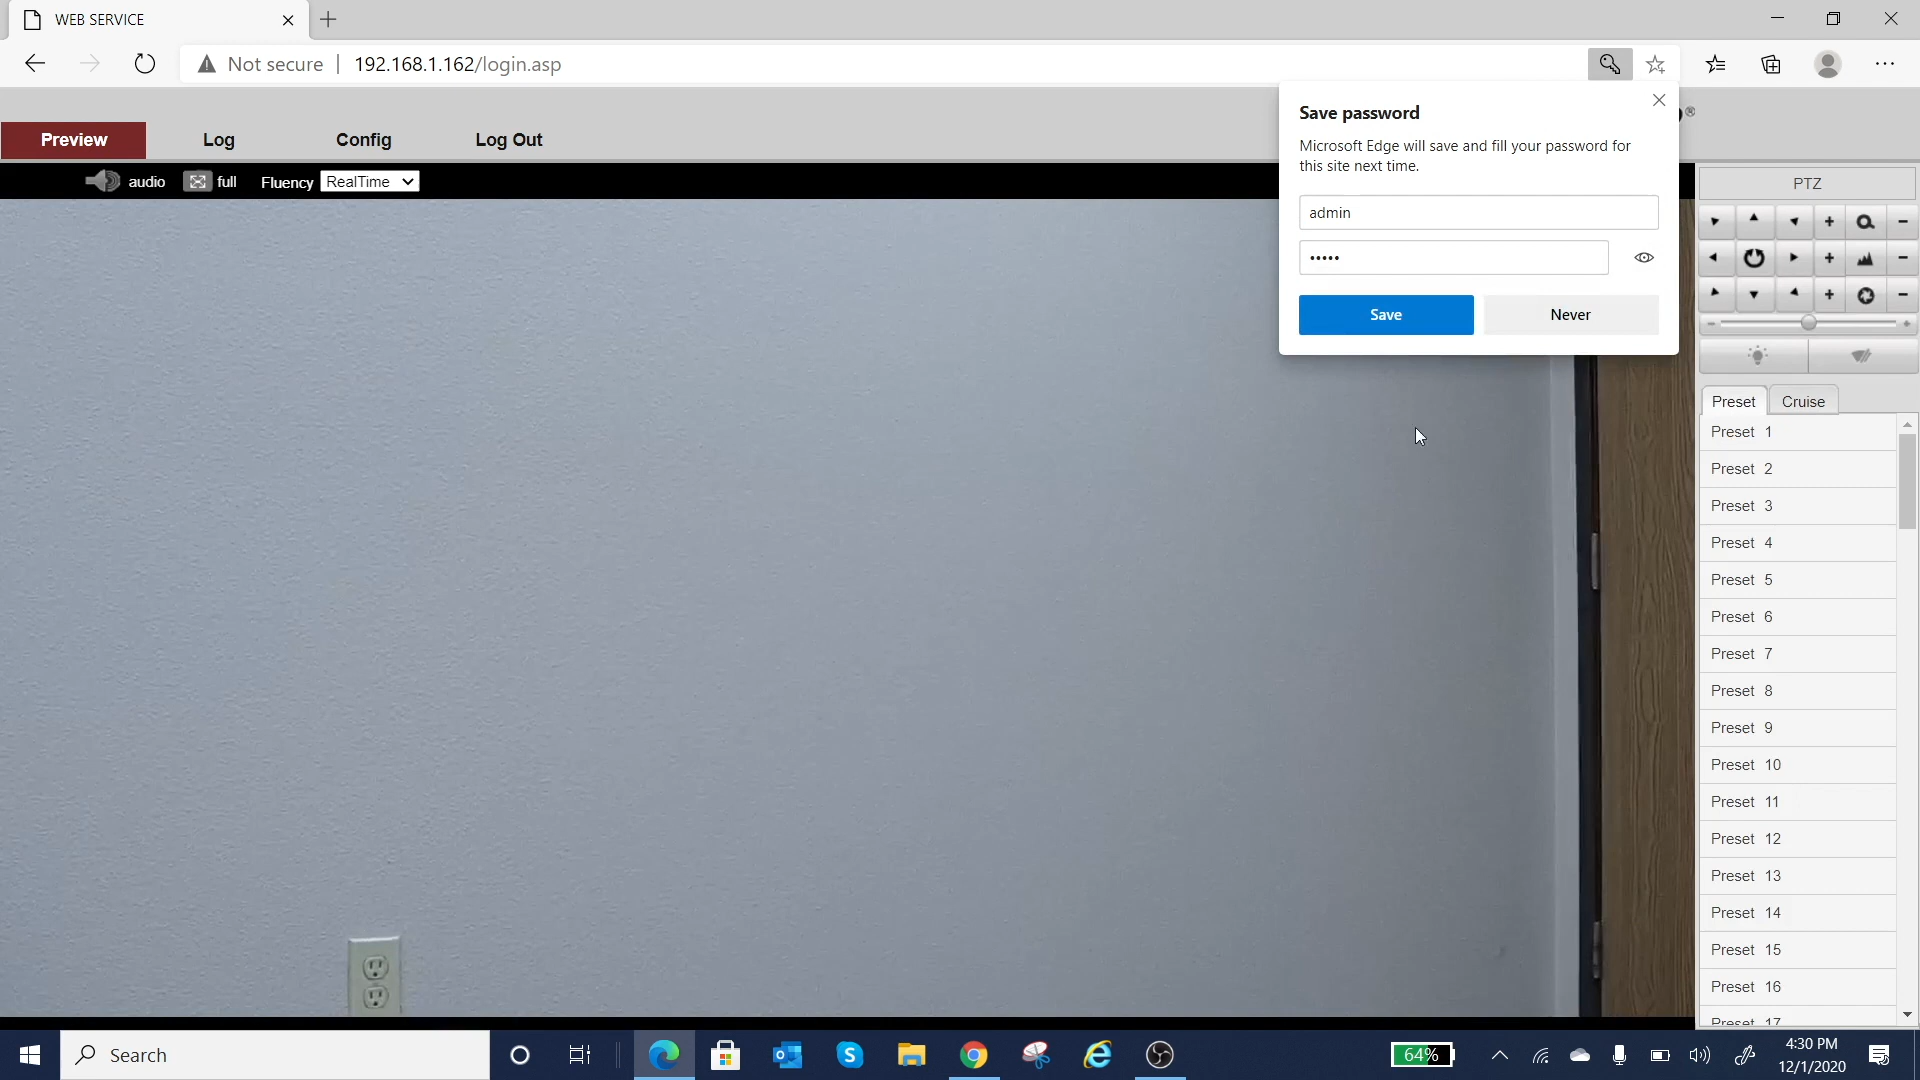 WEB SERVICE
Not secure
192.168.1.162/login.asp
Save password
Microsoft Edge will save and fill your password for
this site next time.
admin
•••••
Save
Never
®
Preview
Log
Config
Log Out
audio
full
Fluency
RealTime
PTZ
Preset
Cruise
Preset 1
Preset 2
Preset 3
Preset 4
Preset 5
Preset 6
Preset 7
Preset 8
Preset 9
Preset 10
Preset 11
Preset 12
Preset 13
Preset 14
Preset 15
Preset 16
Preset 17
Search
64%
4:30 PM
12/1/2020